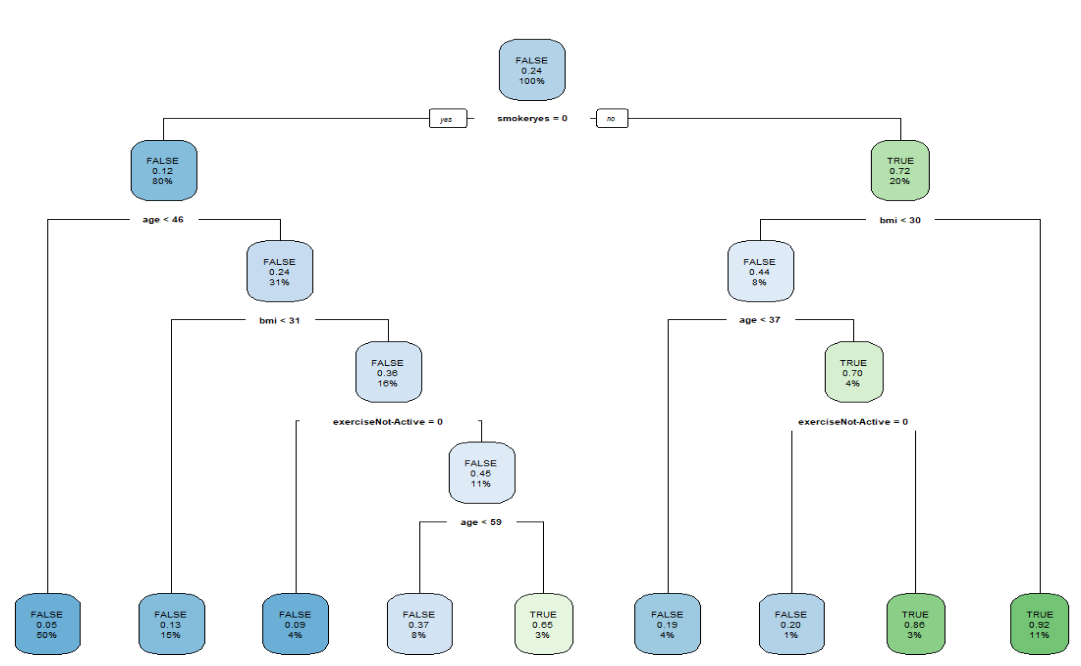 FALSE
0.24
100%
yes
smokeryes = 0
no
FALSE
0.12
80%
TRUE
0.72
20%
age < 46
bmi < 30
FALSE
0.24
31%
FALSE
0.44
8%
bmi < 31
age < 37
FALSE
0.36
16%
TRUE
0.70
4%
exerciseNot-Active = 0
exerciseNot-Active = 0
FALSE
0.45
11%
age < 59
FALSE
0.05
50%
FALSE
0.13
15%
FALSE
0.09
4%
FALSE
0.37
8%
TRUE
0.65
3%
FALSE
0.19
4%
FALSE
0.20
1%
TRUE
0.86
3%
TRUE
0.92
11%